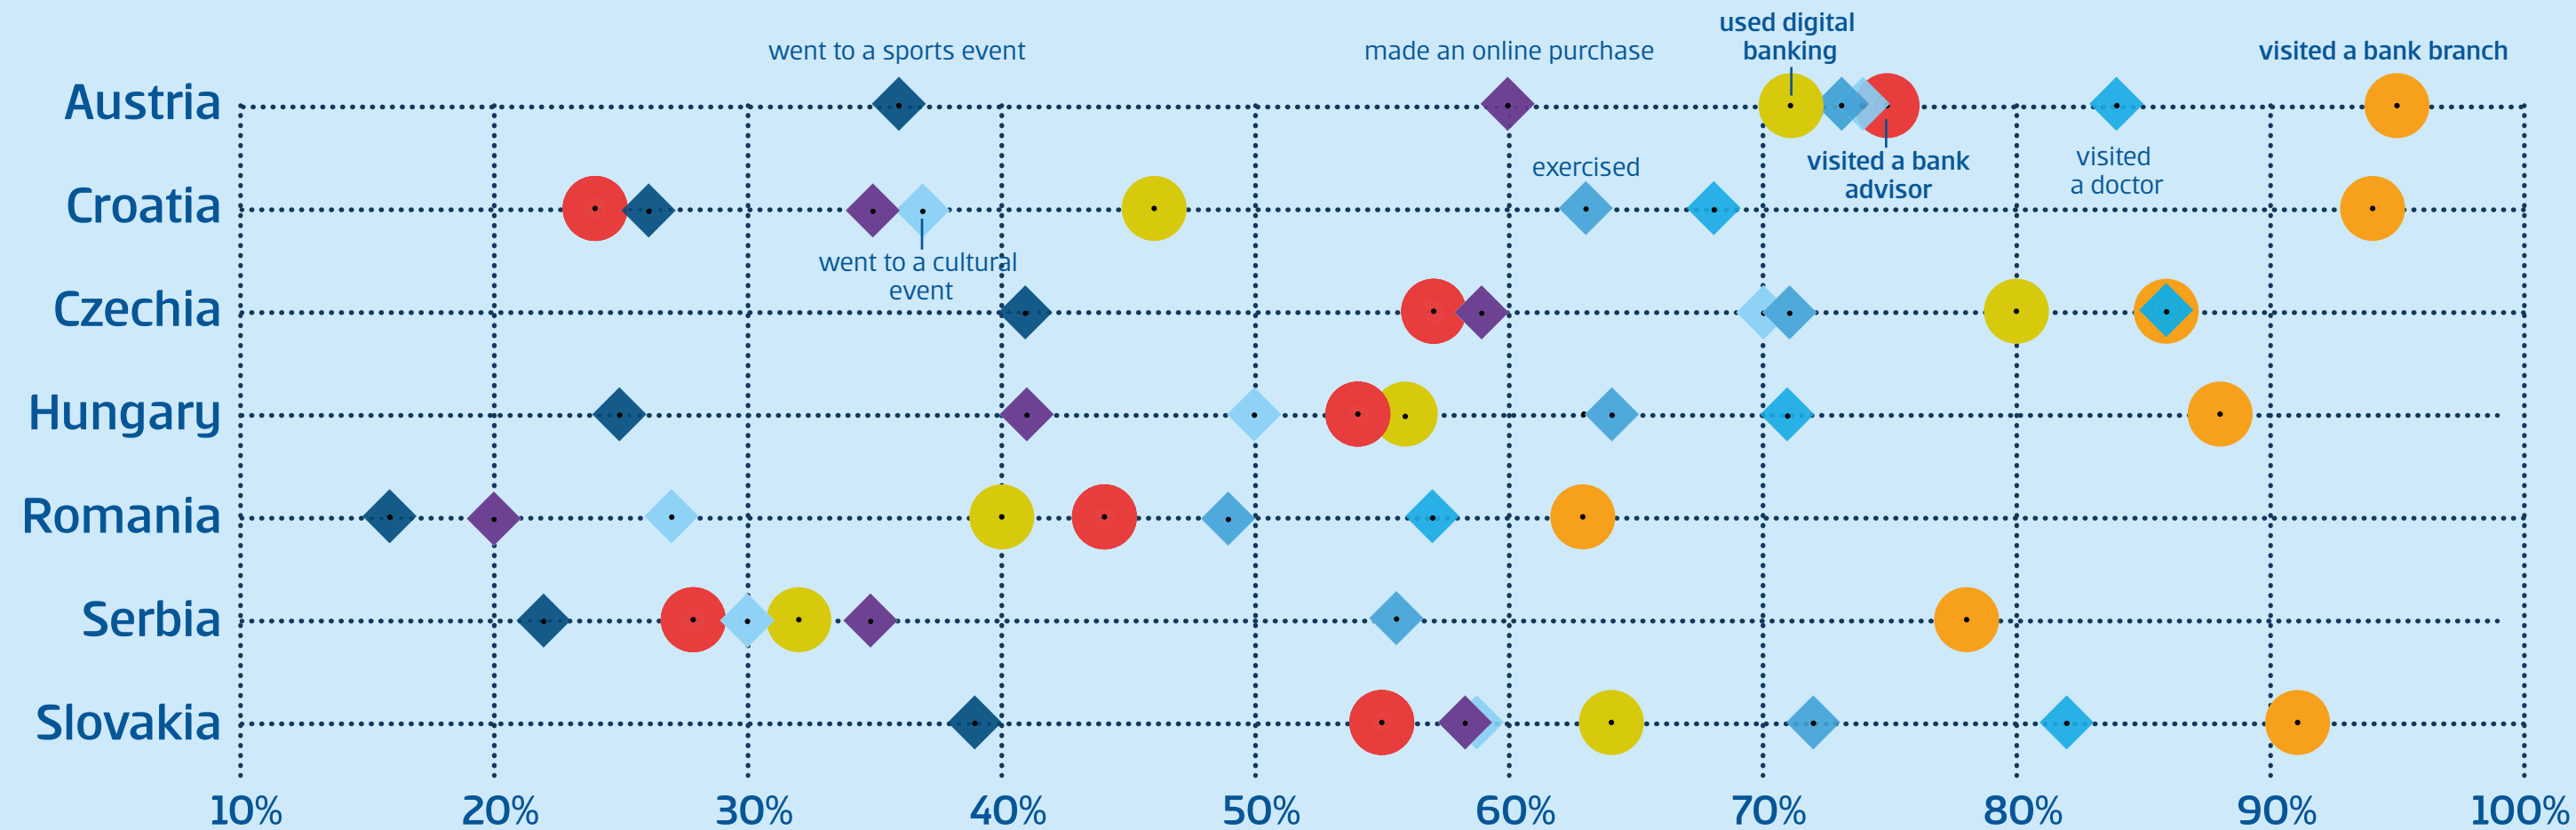 used digital
went to a sports event
made an online purchase
banking
visited a bank branch
Austria
exercised
visited a bank
advisor
visited
a doctor
Croatia
went to a cultural
event
Czechia
Hungary
Romania
Serbia
Slovakia
10% 20% 30% 40% 50% 60% 70% 80% 90% 100%